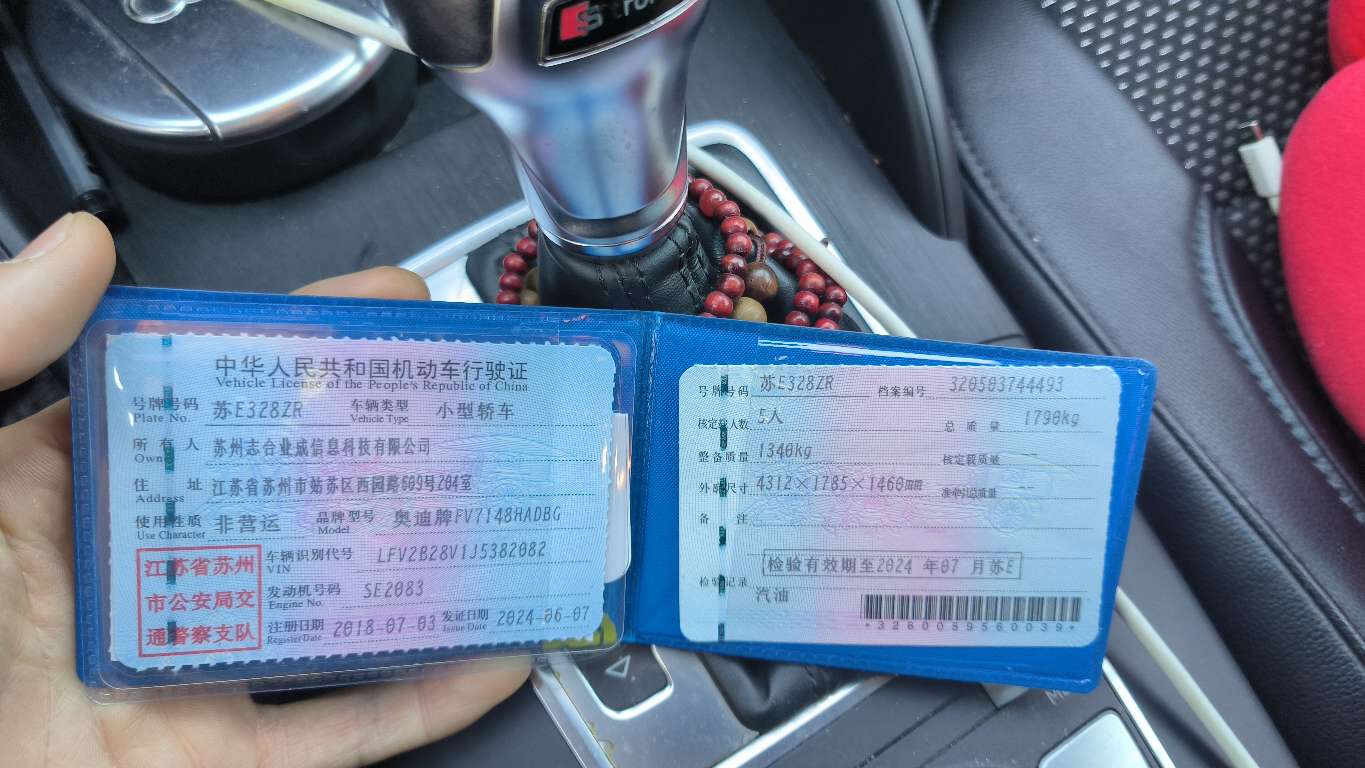 S tron
中华人民共和国机动车行驶证
Vehicle License of the People's Republic of China
号牌号码 苏E328ZR 车辆类型 小型轿车
Plate No. Vehicle Type
所有人 苏州志合业成信息科技有限公司
Owner
住址 江苏省苏州市姑苏区西园路609号204室
Address
使用性质 非营运 品牌型号 奥迪牌FV7148HADBG
Use Character Model
江苏省苏州
市公安局交
通警察支队
车辆识别代号 LFV2B28V1J5382082
VIN
发动机号码 SE2083
Engine No.
注册日期 2018-07-03 发证日期 2024-06-07
Register Date Issue Date
号牌号码 苏E328ZR 档案编号 320503744493
核定载人数 5人 总质量 1790kg
整备质量 1340kg 核定载质量 --
外廓尺寸 4312×1785×1460mm 准牵引总质量 --
备注
检验有效期至2024年07月苏E
检验记录
汽油
*3260059560039*